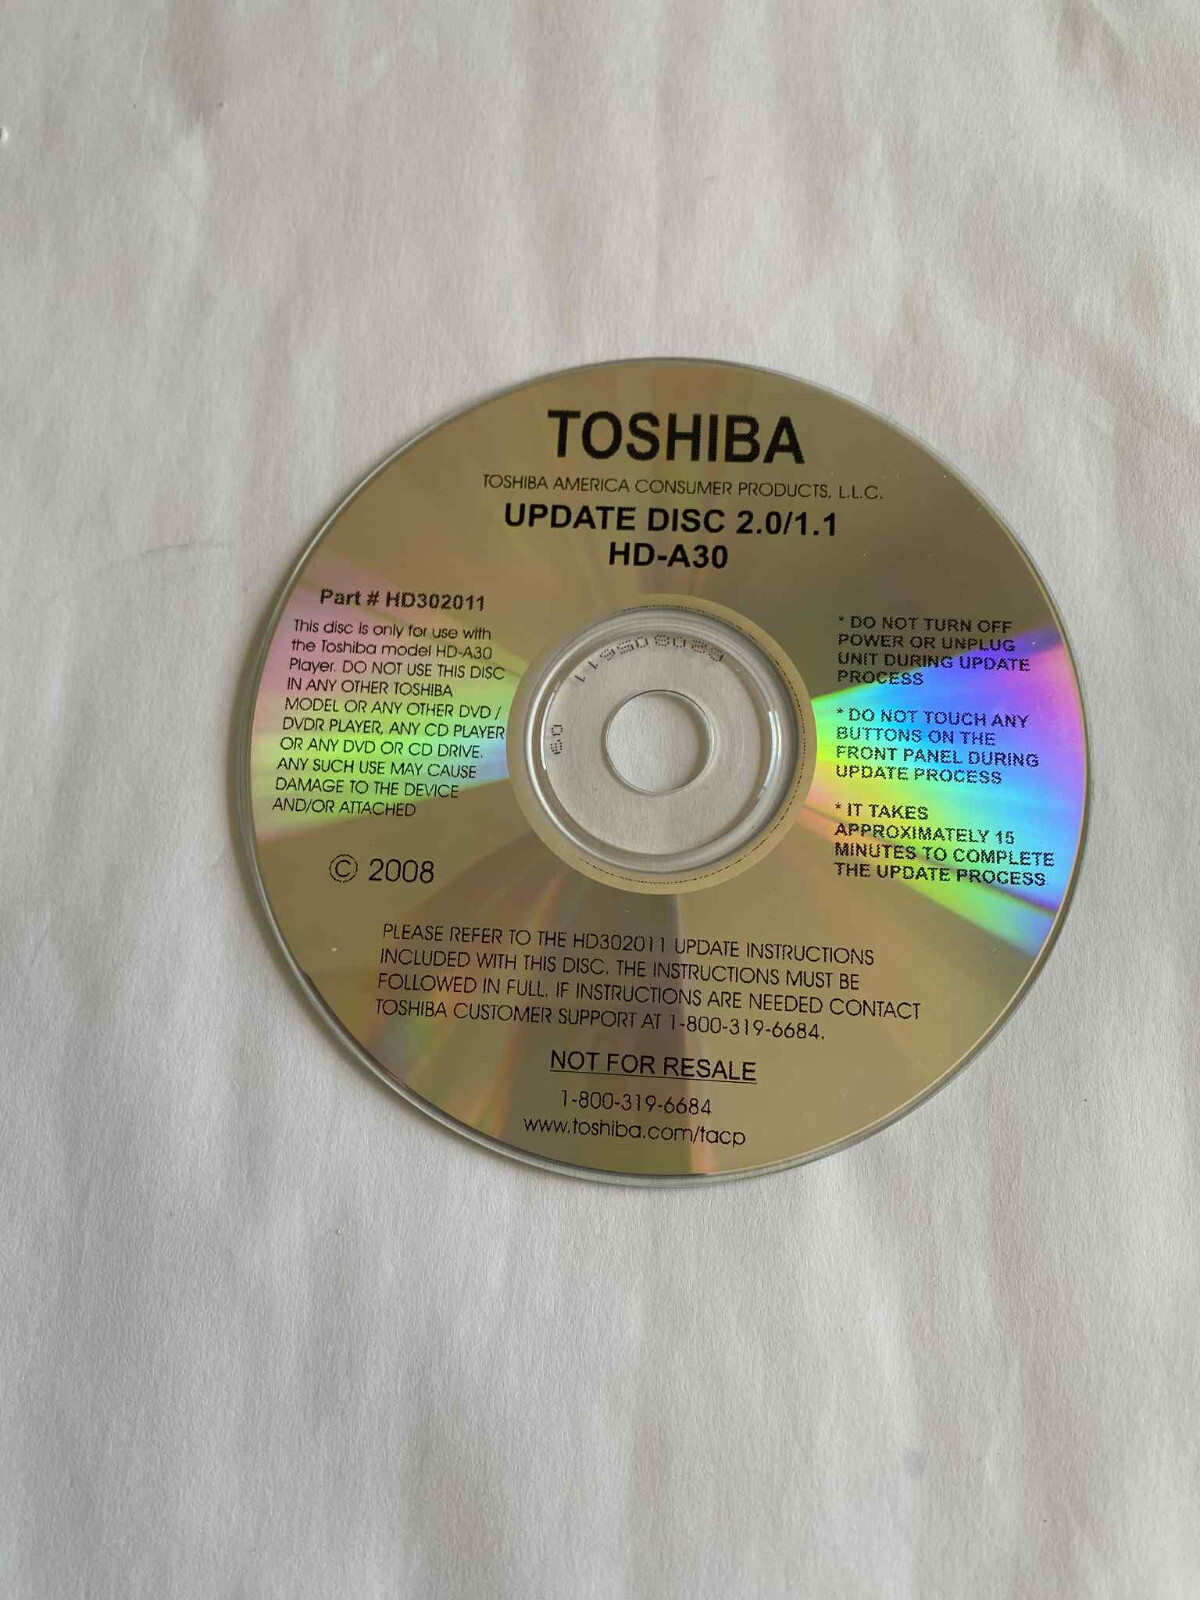 TOSHIBA
TOSHIBA AMERICA CONSUMER PRODUCTS, L.L.C.
UPDATE DISC 2.0/1.1
HD-A30
Part # HD302011
This disc is only for use with
the Toshiba model HD-A30
Player. DO NOT USE THIS DISC
IN ANY OTHER TOSHIBA
MODEL OR ANY OTHER DVD /
DVDR PLAYER, ANY CD PLAYER
OR ANY DVD OR CD DRIVE.
ANY SUCH USE MAY CAUSE
DAMAGE TO THE DEVICE
AND/OR ATTACHED
© 2008
* DO NOT TURN OFF
POWER OR UNPLUG
UNIT DURING UPDATE
PROCESS
* DO NOT TOUCH ANY
BUTTONS ON THE
FRONT PANEL DURING
UPDATE PROCESS
* IT TAKES
APPROXIMATELY 15
MINUTES TO COMPLETE
THE UPDATE PROCESS
PLEASE REFER TO THE HD302011 UPDATE INSTRUCTIONS
INCLUDED WITH THIS DISC. THE INSTRUCTIONS MUST BE
FOLLOWED IN FULL. IF INSTRUCTIONS ARE NEEDED CONTACT
TOSHIBA CUSTOMER SUPPORT AT 1-800-319-6684.
NOT FOR RESALE
1-800-319-6684
www.toshiba.com/tacp